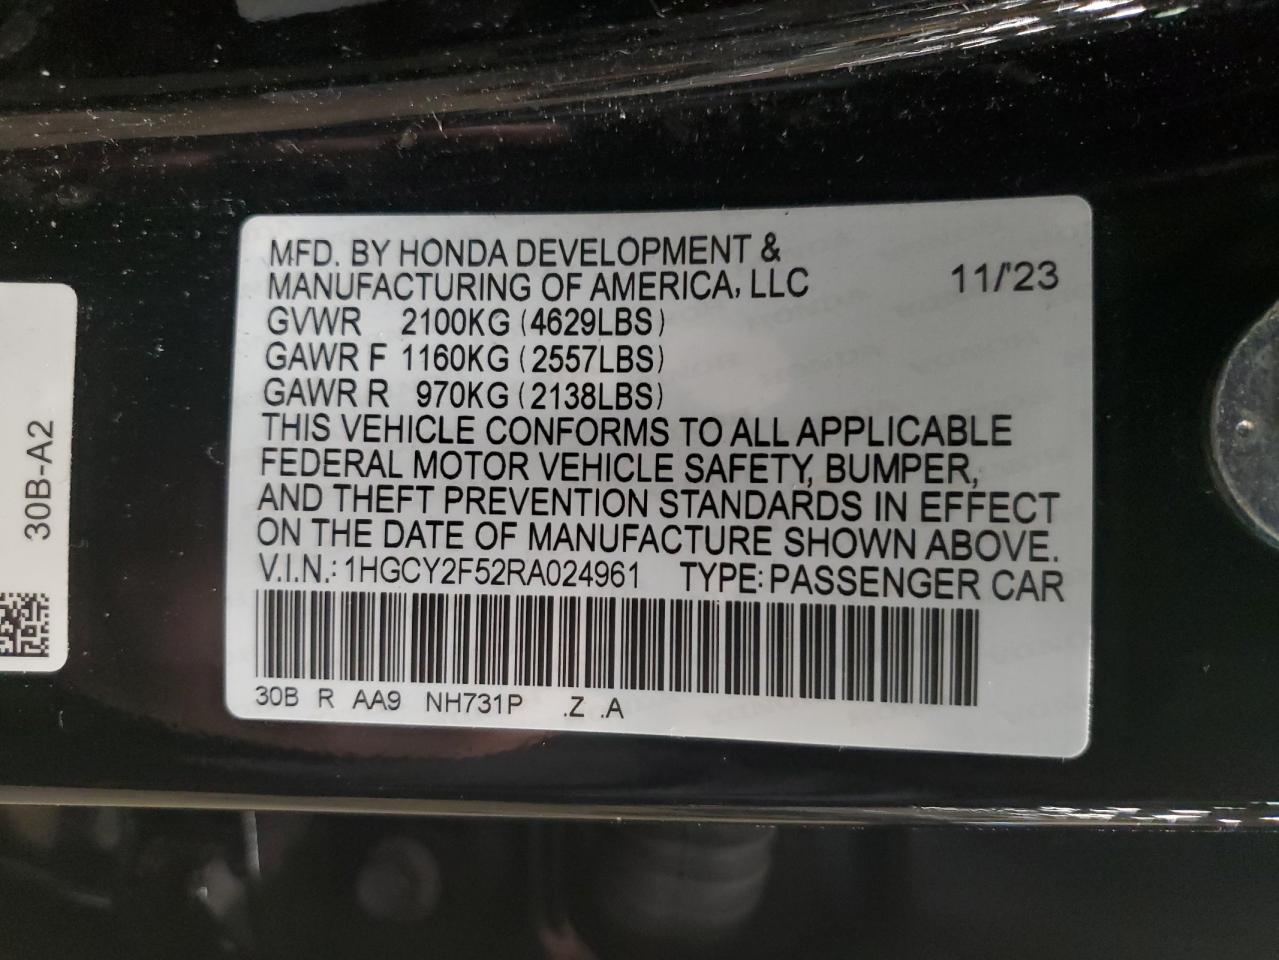 MFD. BY HONDA DEVELOPMENT &
MANUFACTURING OF AMERICA, LLC 11/'23
GVWR 2100KG (4629LBS)
GAWR F 1160KG (2557LBS)
GAWR R 970KG (2138LBS)
THIS VEHICLE CONFORMS TO ALL APPLICABLE
FEDERAL MOTOR VEHICLE SAFETY, BUMPER,
AND THEFT PREVENTION STANDARDS IN EFFECT
ON THE DATE OF MANUFACTURE SHOWN ABOVE.
V.I.N.: 1HGCY2F52RA024961 TYPE: PASSENGER CAR
30B R AA9 NH731P .Z .A
30B-A2